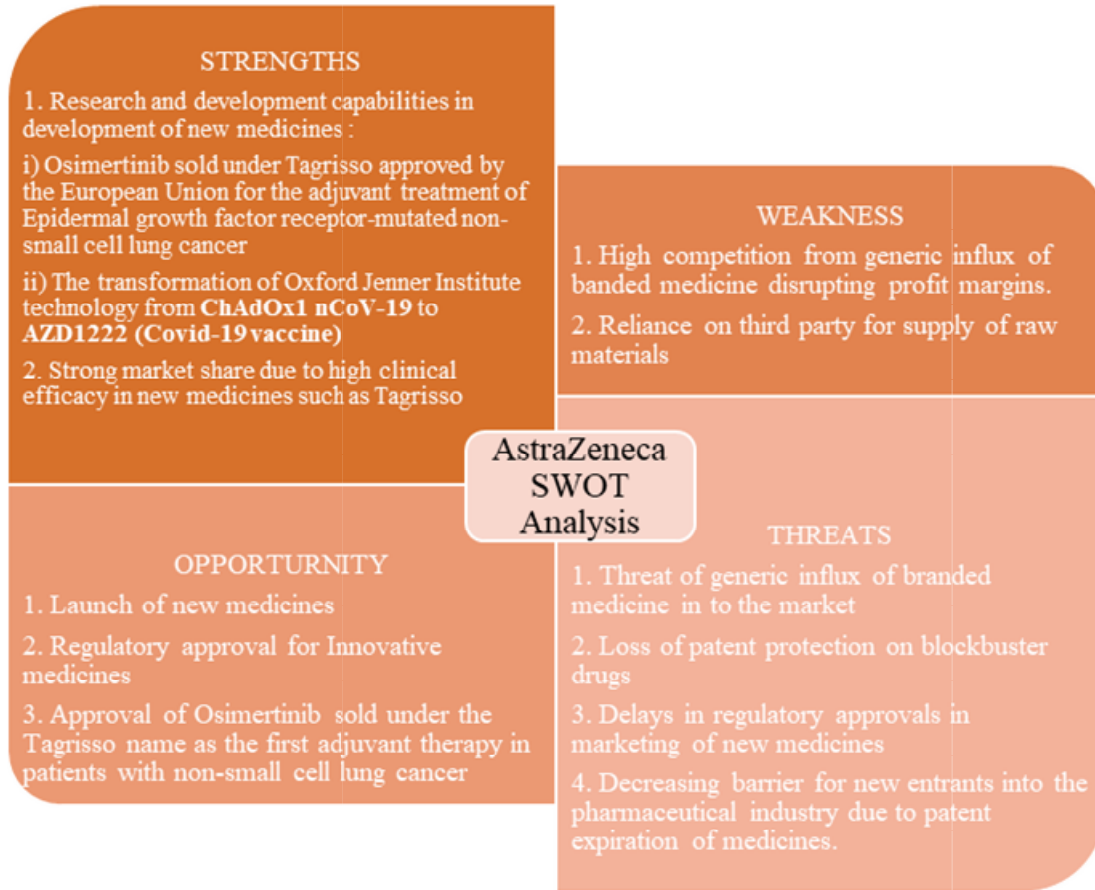 STRENGTHS
1. Research and development capabilities in
development of new medicines :
i) Osimertinib sold under Tagrisso approved by
the European Union for the adjuvant treatment of
Epidermal growth factor receptor-mutated non-
small cell lung cancer
ii) The transformation of Oxford Jenner Institute
technology from ChAdOx1 nCoV-19 to
AZD1222 (Covid-19 vaccine)
2. Strong market share due to high clinical
efficacy in new medicines such as Tagrisso
WEAKNESS
1. High competition from generic influx of
banded medicine disrupting profit margins.
2. Reliance on third party for supply of raw
materials
AstraZeneca
SWOT
Analysis
OPPORTURNITY
1. Launch of new medicines
2. Regulatory approval for Innovative
medicines
3. Approval of Osimertinib sold under the
Tagrisso name as the first adjuvant therapy in
patients with non-small cell lung cancer
THREATS
1. Threat of generic influx of branded
medicine in to the market
2. Loss of patent protection on blockbuster
drugs
3. Delays in regulatory approvals in
marketing of new medicines
4. Decreasing barrier for new entrants into the
pharmaceutical industry due to patent
expiration of medicines.